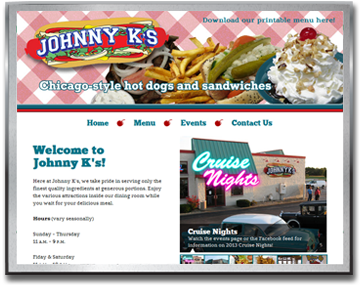 Download our printable menu here!
JOHNNY K'S
Chicago-style hot dogs and sandwiches
Home Menu Events Contact Us
Welcome to
Johnny K's!
Here at Johnny K's, we take pride in serving only the
finest quality ingredients at generous portions. Enjoy
the various attractions inside our dining room while
you wait for your delicious meal.
Hours (vary seasonally)
Sunday - Thursday
11 a.m. - 9 p.m.
Friday & Saturday
Cruise
Nights
JOHNNY K'S
Cruise Nights
Watch the events page or the Facebook feed for
information on 2013 Cruise Nights!